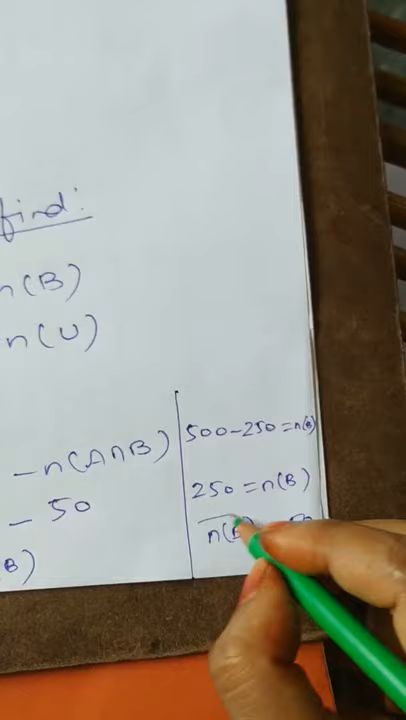 find:
n(B)
n(U)
- n(A∩B)
- 50
B)
500-250=n(B)
250=n(B)
n(B)